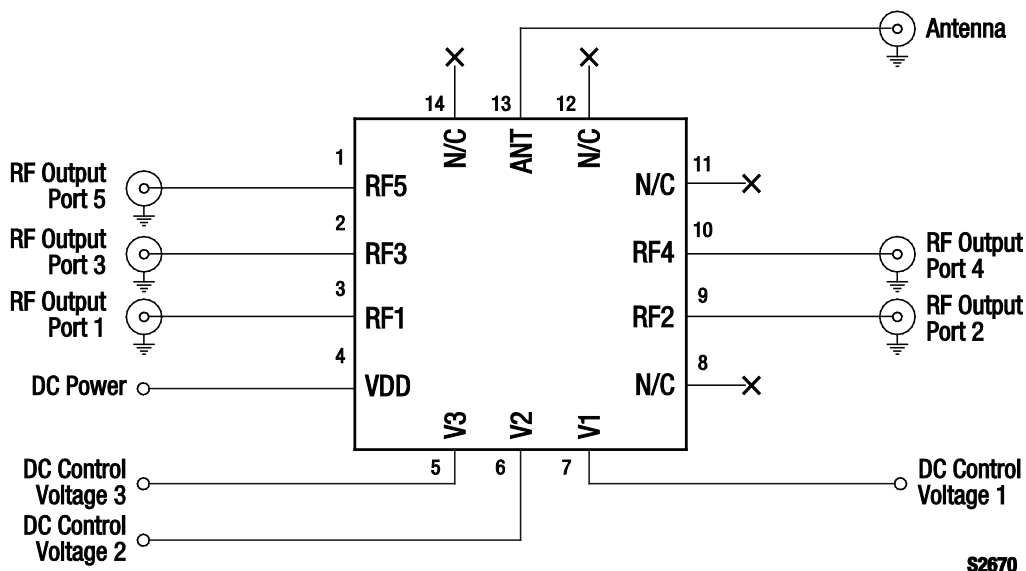 Antenna
14
13
12
N/C
ANT
N/C
1
11
RF Output
Port 5
RF5
N/C
2
10
RF Output
Port 3
RF3
RF4
RF Output
Port 4
3
9
RF Output
Port 1
RF1
RF2
RF Output
Port 2
4
8
DC Power
VDD
N/C
V3
V2
V1
5
6
7
DC Control
Voltage 3
DC Control
Voltage 1
DC Control
Voltage 2
S2670